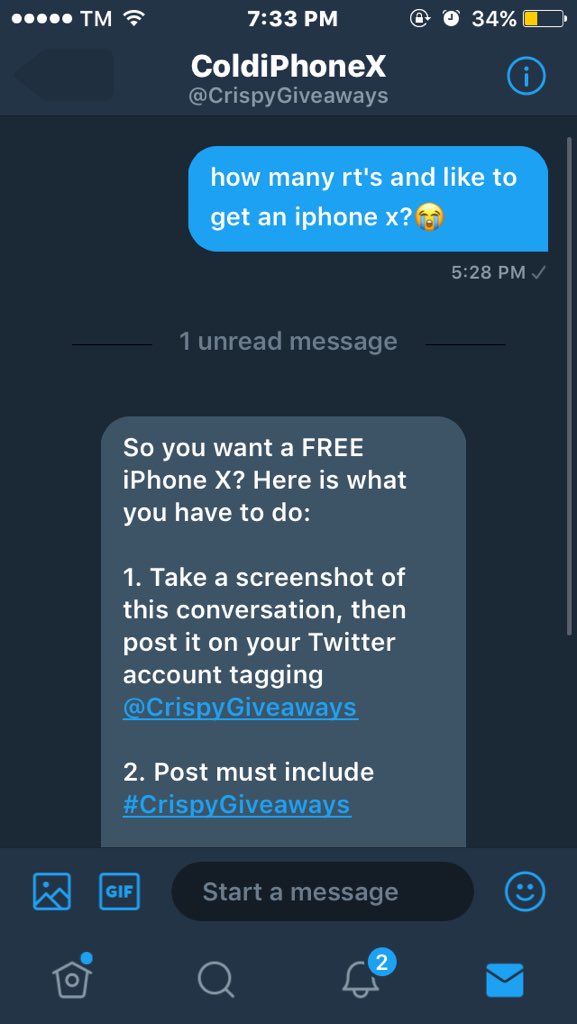 TM 7:33 PM 34%
ColdiPhoneX
@CrispyGiveaways
how many rt's and like to
get an iphone x?😭
5:28 PM ✓
1 unread message
So you want a FREE
iPhone X? Here is what
you have to do:
1. Take a screenshot of
this conversation, then
post it on your Twitter
account tagging
@CrispyGiveaways
2. Post must include
#CrispyGiveaways
GIF Start a message
2